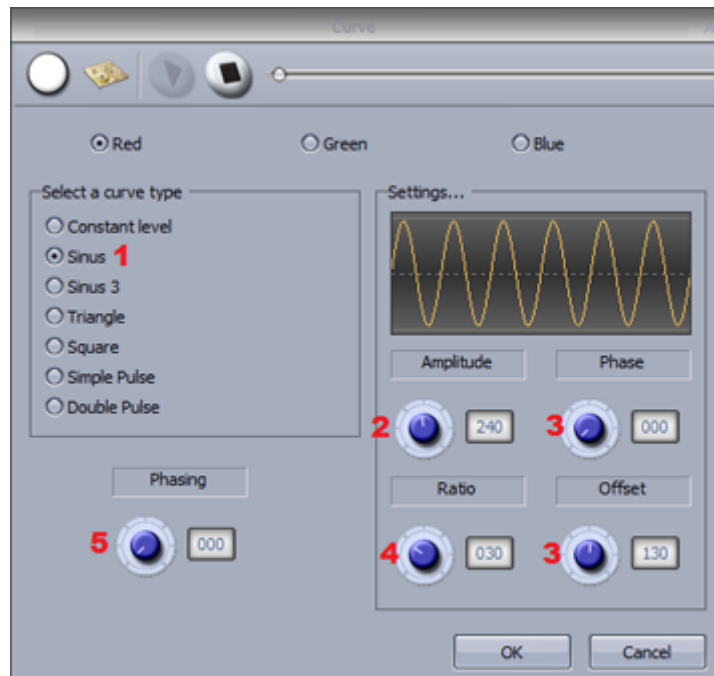 Curve
Red Green Blue
Select a curve type
Constant level
Sinus 1
Sinus 3
Triangle
Square
Simple Pulse
Double Pulse
Phasing
5 000
Settings...
Amplitude Phase
2 240 3 000
Ratio Offset
4 030 3 130
OK Cancel